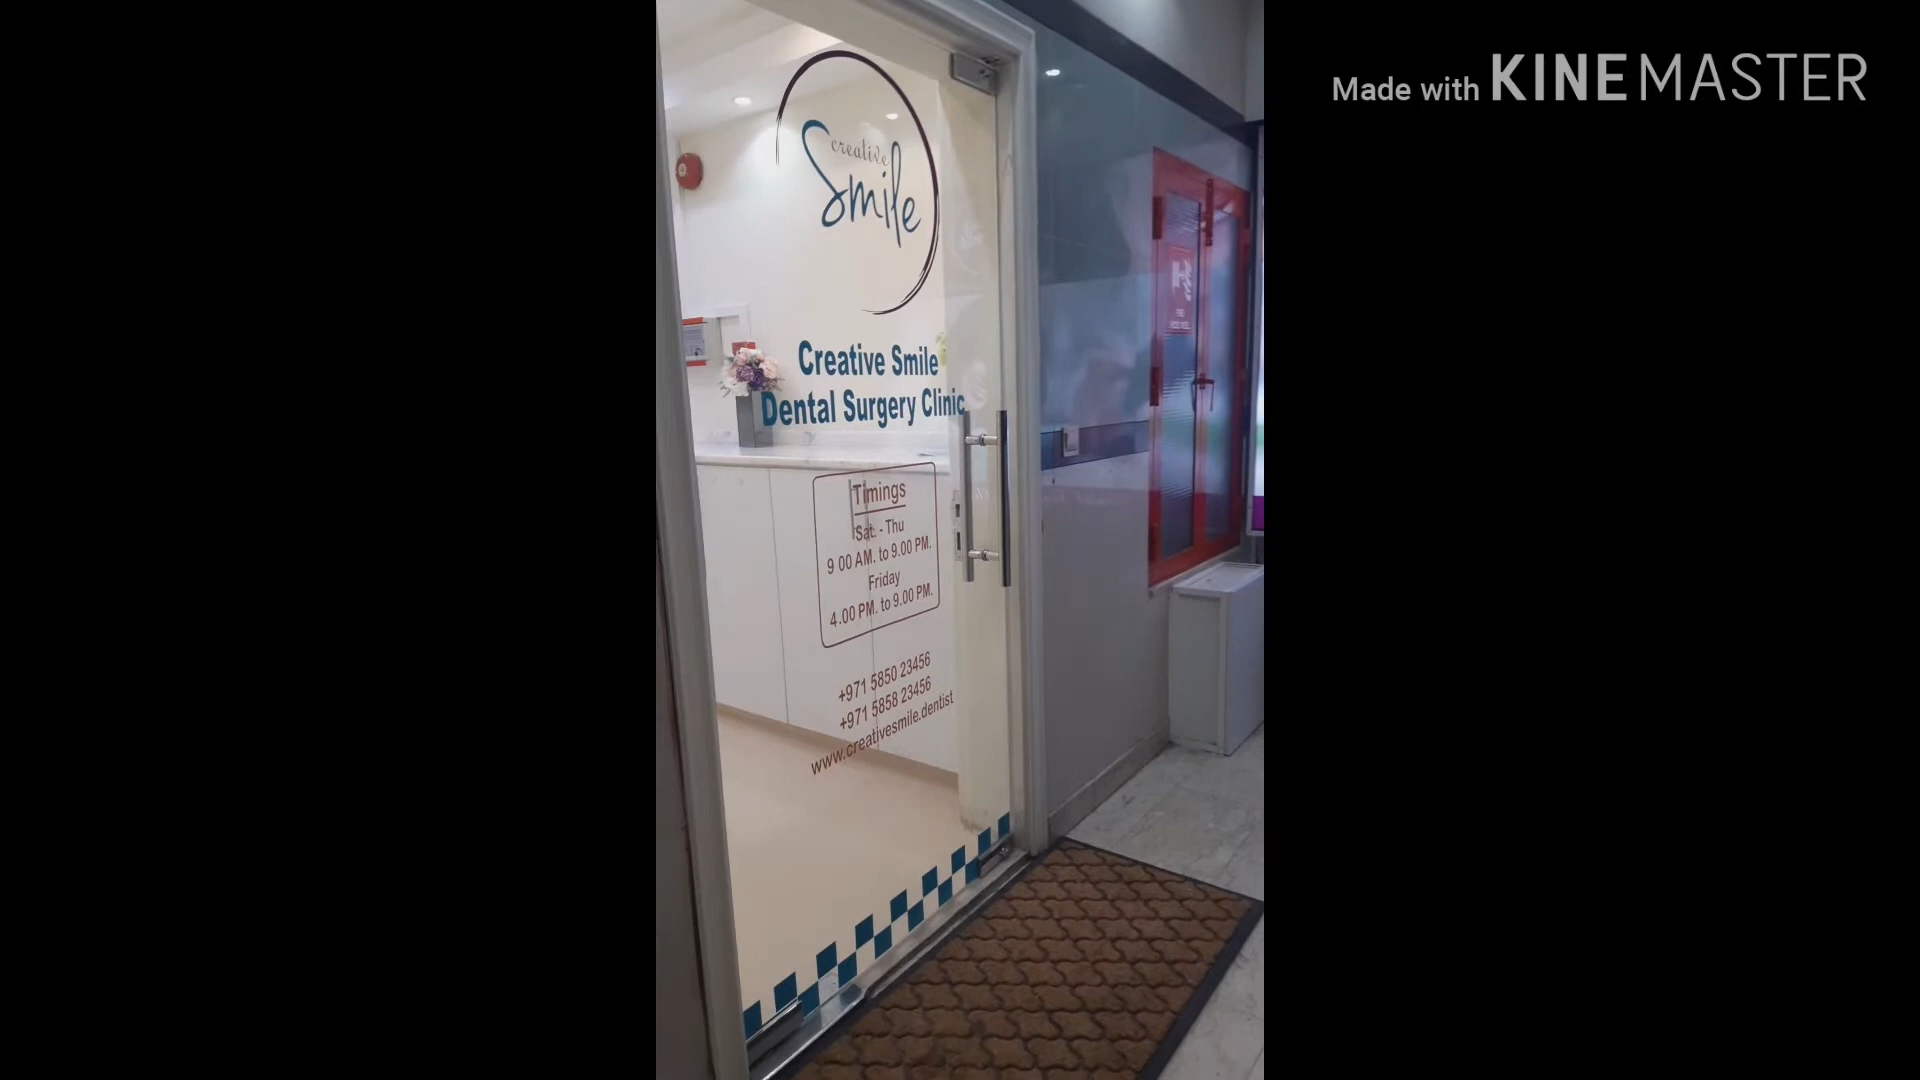 Made with KINEMASTER
creative
Smile
Creative Smile
Dental Surgery Clinic
Timings
Sat. - Thu
9 00 AM. to 9.00 PM.
Friday
4.00 PM. to 9.00 PM.
+971 5850 23456
+971 5858 23456
www.creativesmile.dentist